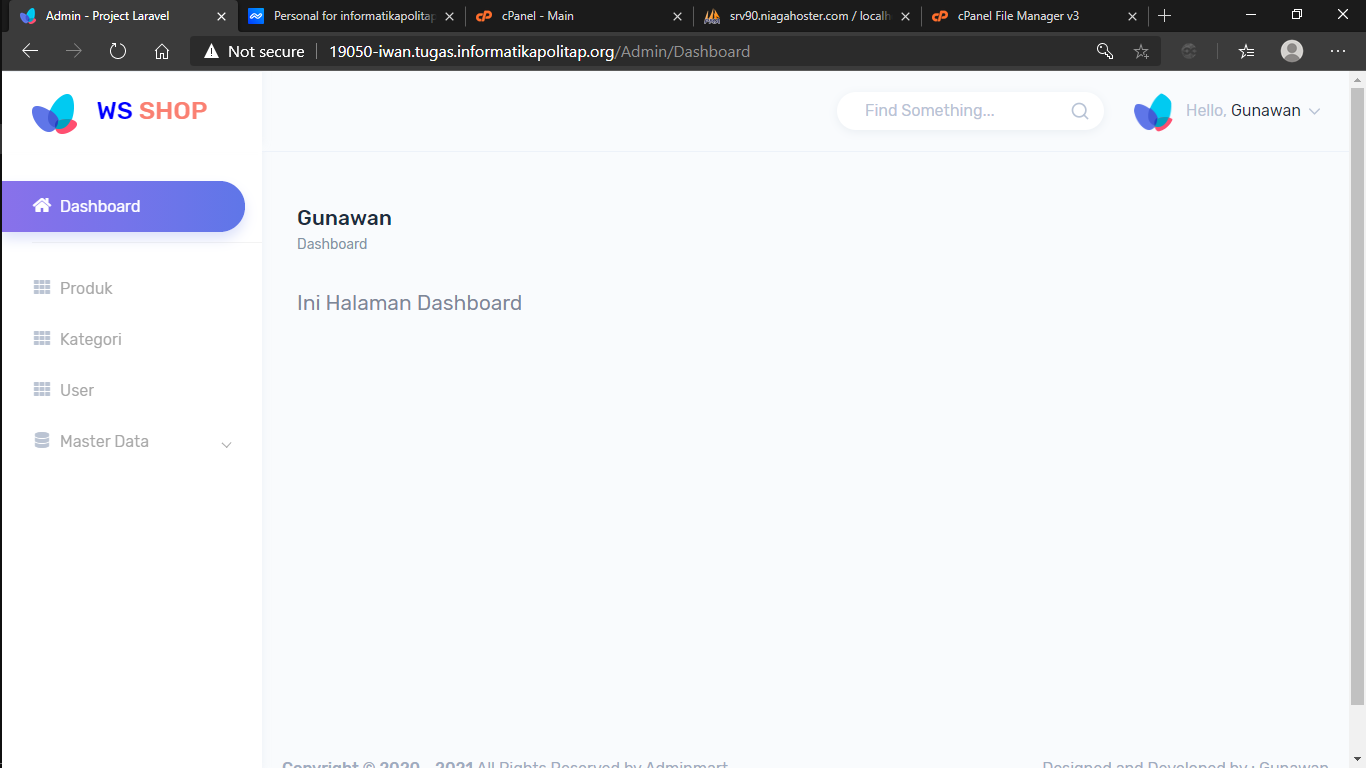 Admin - Project Laravel
Personal for informatikapolita
cPanel - Main
srv90.niagahoster.com / localh
cPanel File Manager v3
Not secure
19050-iwan.tugas.informatikapolitap.org/Admin/Dashboard
WS SHOP
Find Something...
Hello, Gunawan
Dashboard
Gunawan
Dashboard
Ini Halaman Dashboard
Produk
Kategori
User
Master Data
Copyright © 2020 - 2021 All Rights Reserved by Adminmart
Designed and Developed by : Gunawan